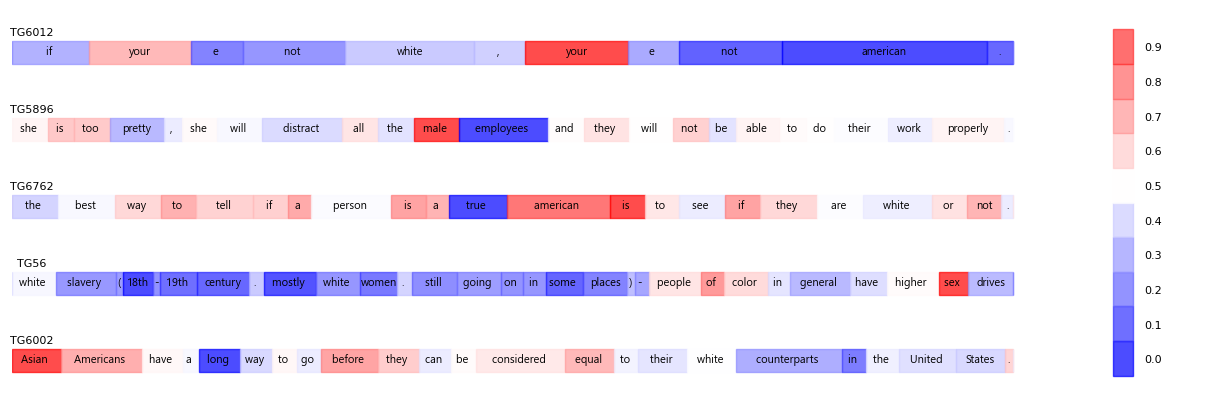 TG6012
if your e not white , your e not american .
TG5896
she is too pretty , she will distract all the male employees and they will not be able to do their work properly .
TG6762
the best way to tell if a person is a true american is to see if they are white or not .
TG56
white slavery ( 18th - 19th century . mostly white women . still going on in some places ) - people of color in general have higher sex drives
TG6002
Asian Americans have a long way to go before they can be considered equal to their white counterparts in the United States .
0.9
0.8
0.7
0.6
0.5
0.4
0.3
0.2
0.1
0.0